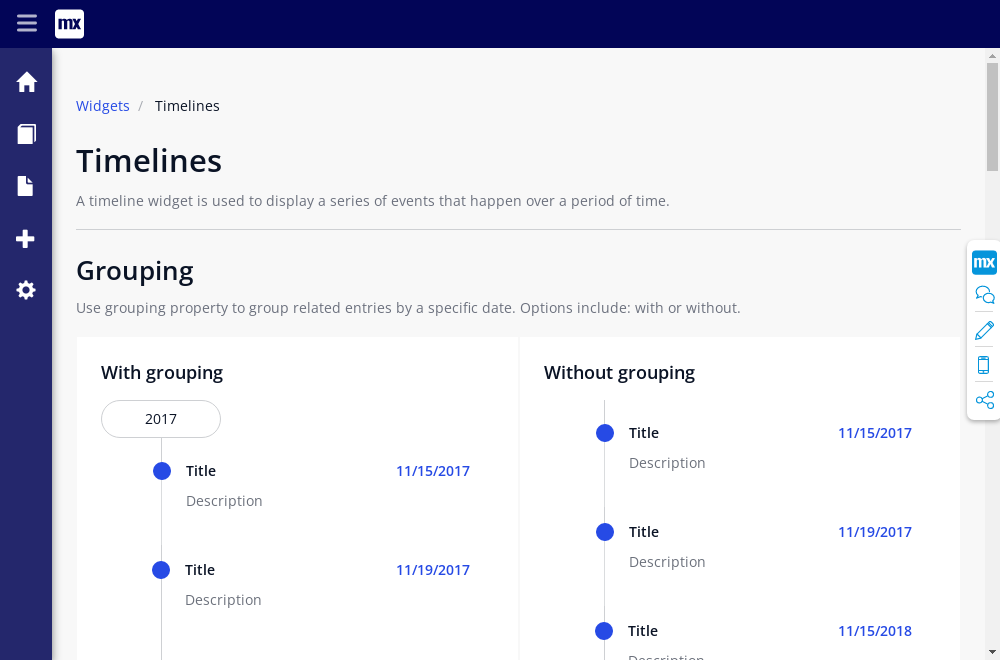 mx
Widgets / Timelines
Timelines
A timeline widget is used to display a series of events that happen over a period of time.
Grouping
Use grouping property to group related entries by a specific date. Options include: with or without.
mx
With grouping
2017
Title 11/15/2017
Description
Title 11/19/2017
Description
Without grouping
Title 11/15/2017
Description
Title 11/19/2017
Description
Title 11/15/2018
Description